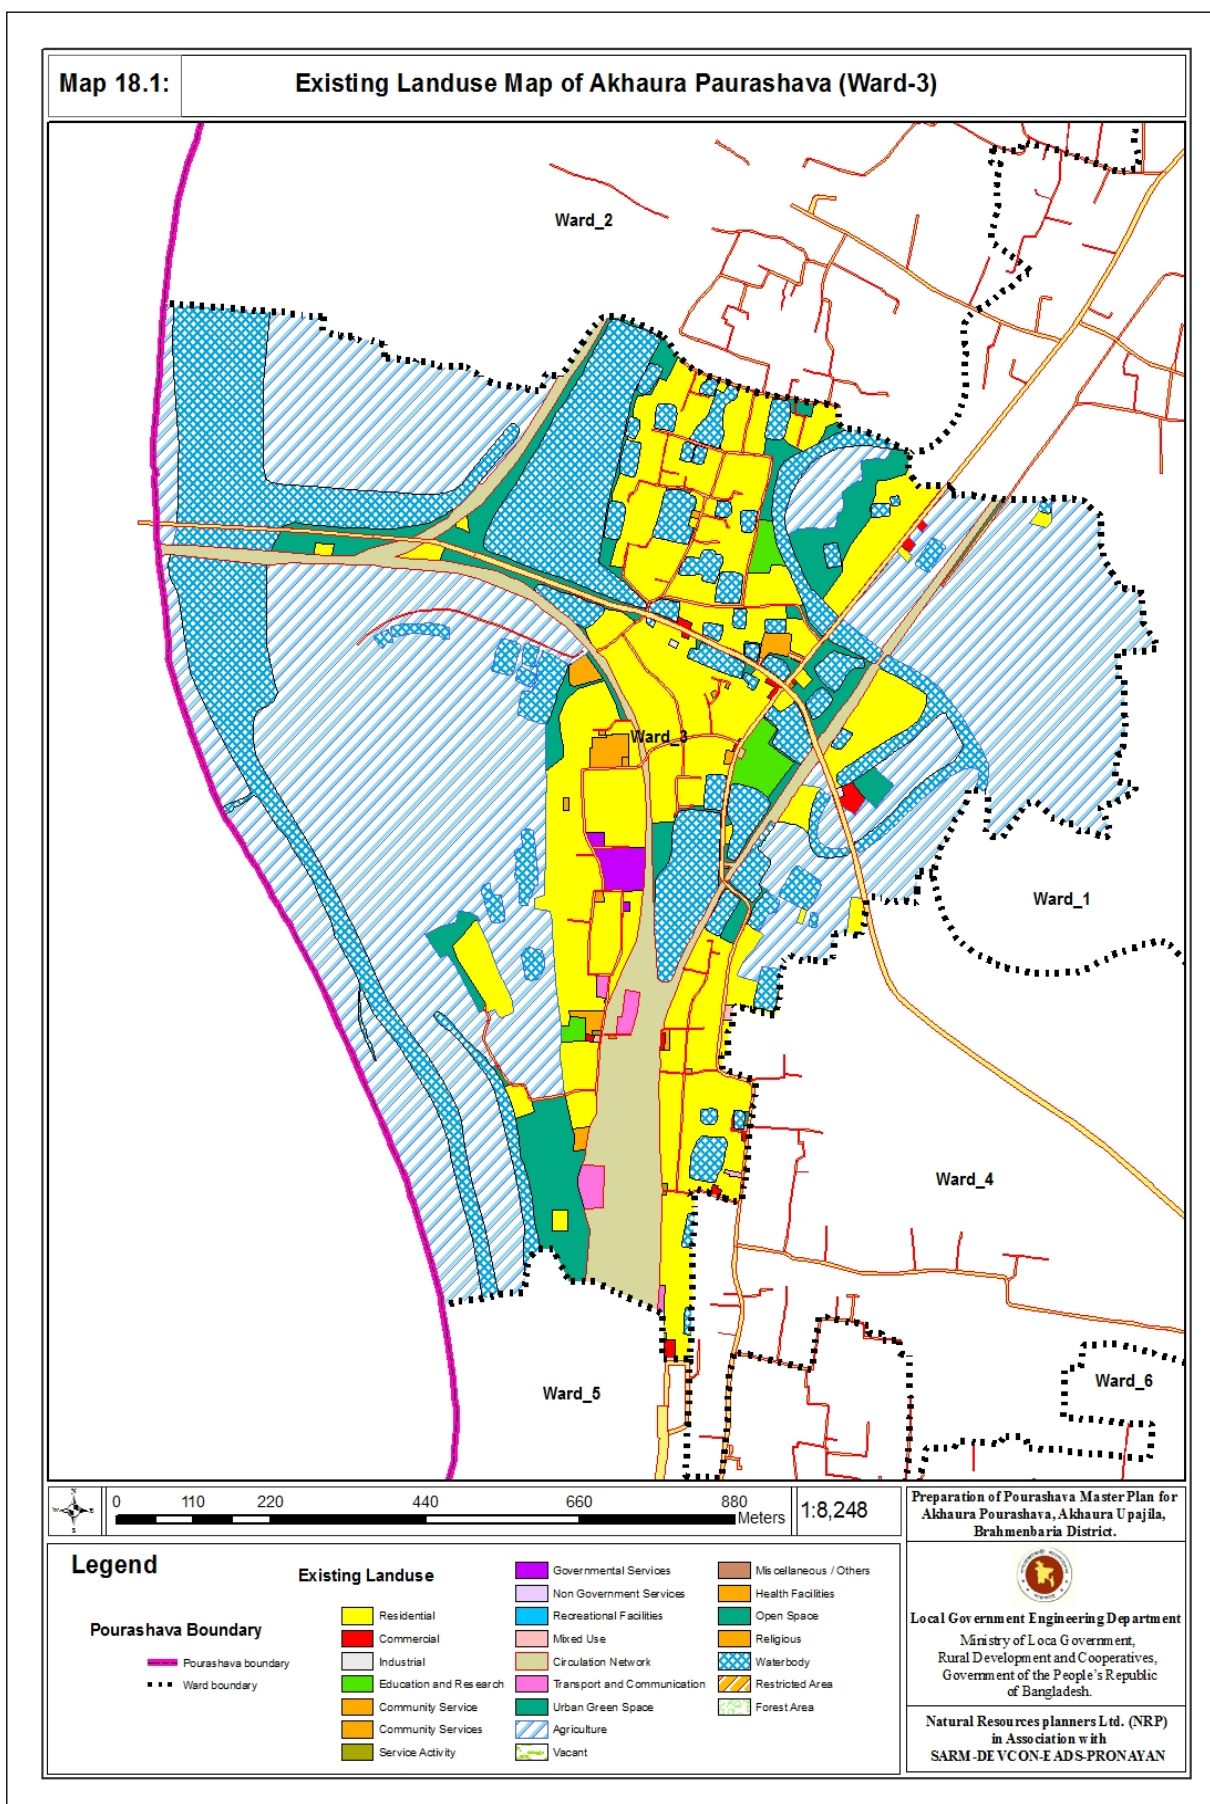 Map 18.1:
Existing Landuse Map of Akhaura Paurashava (Ward-3)
Ward_2
Ward_3
Ward_1
Ward_4
Ward_5
Ward_6
N
W
E
S
0 110 220 440 660 880
Meters
1:8,248
Legend
Pourashava Boundary
Pourashava boundary
Ward boundary
Existing Landuse
Residential
Commercial
Industrial
Education and Research
Community Service
Community Services
Service Activity
Governmental Services
Non Government Services
Recreational Facilities
Mixed Use
Circulation Network
Transport and Communication
Urban Green Space
Agriculture
Vacant
Miscellaneous / Others
Health Facilities
Open Space
Religious
Waterbody
Restricted Area
Forest Area
Preparation of Pourashava Master Plan for
Akhaura Pourashava, Akhaura Upajila,
Brahmenbaria District.
Local Government Engineering Department
Ministry of Loca Government,
Rural Development and Cooperatives,
Government of the People's Republic
of Bangladesh.
Natural Resources planners Ltd. (NRP)
in Association with
SARM-DEVCON-EADS-PRONAYAN